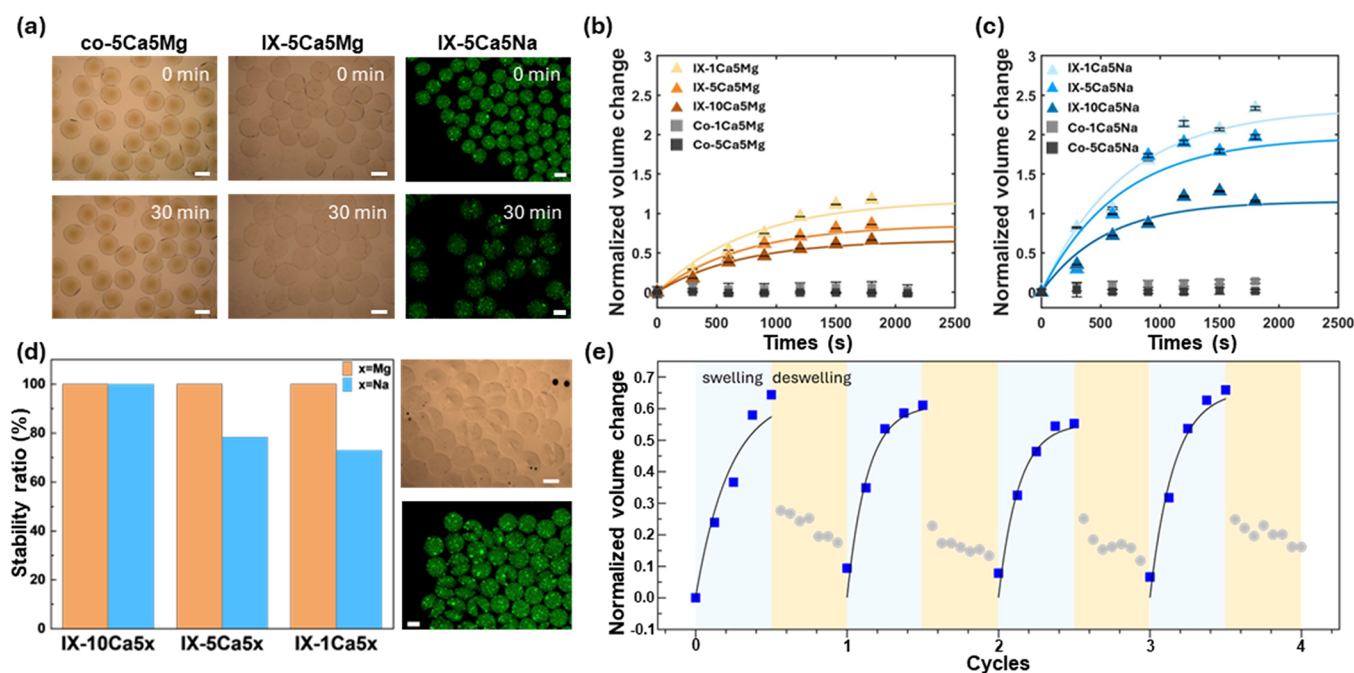 (a)
co-5Ca5Mg
IX-5Ca5Mg
IX-5Ca5Na
0 min
0 min
0 min
30 min
30 min
30 min
(b)
Normalized volume change
3
2.5
2
1.5
1
0.5
0
IX-1Ca5Mg
IX-5Ca5Mg
IX-10Ca5Mg
Co-1Ca5Mg
Co-5Ca5Mg
0 500 1000 1500 2000 2500
Times (s)
(c)
Normalized volume change
3
2.5
2
1.5
1
0.5
0
IX-1Ca5Na
IX-5Ca5Na
IX-10Ca5Na
Co-1Ca5Na
Co-5Ca5Na
0 500 1000 1500 2000 2500
Times (s)
(d)
Stability ratio (%)
100
80
60
40
20
0
x=Mg
x=Na
IX-10Ca5x IX-5Ca5x IX-1Ca5x
(e)
Normalized volume change
0.7
0.6
0.5
0.4
0.3
0.2
0.1
0.0
-0.1
swelling deswelling
0 1 2 3 4
Cycles